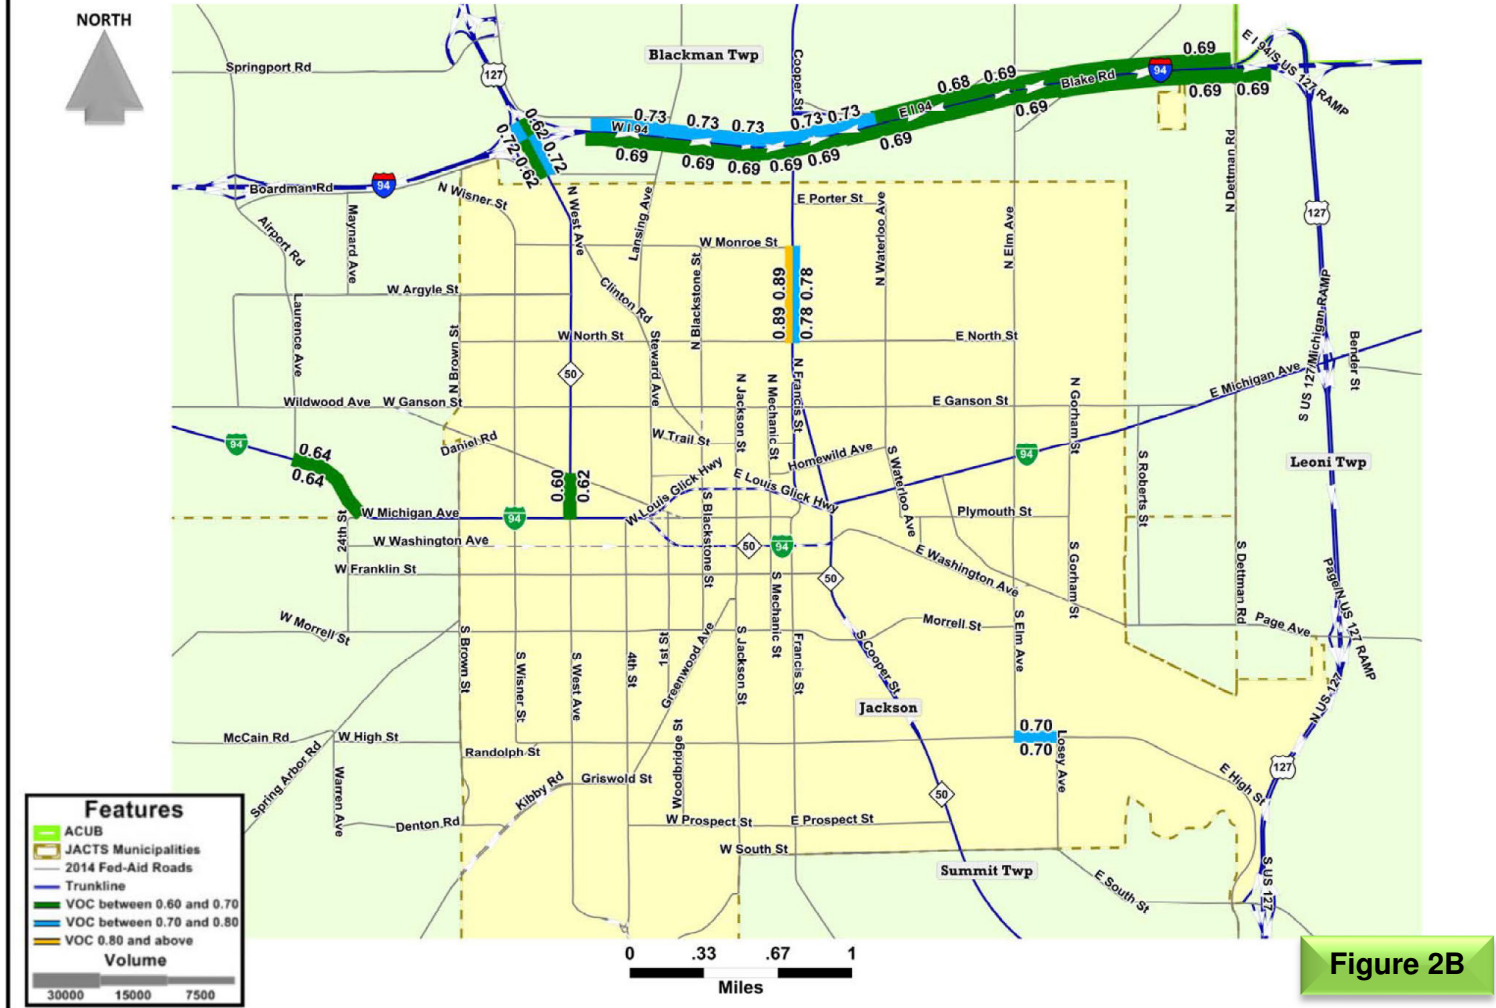 NORTH
Blackman Twp
Springport Rd
127
Cooper St
0.69
E I 94/S US 127 RAMP
0.68
0.69
Blake Rd
94
E I 94
0.69
0.69
0.69
0.69
0.73
0.73
0.73
0.73
0.73
W I 94
0.69
0.69
0.69
0.69
0.69
0.62
0.72
0.72
0.62
Boardman Rd
94
N Wisner St
N West Ave
Lansing Ave
E Porter St
N Waterloo Ave
N Elm Ave
N Dettman Rd
127
Airport Rd
Maynard Ave
W Monroe St
W Argyle St
Clinton Rd
N Blackstone St
0.89
0.89
0.78
0.78
S US 127/Michigan RAMP
Laurence Ave
N Brown St
W North St
Steward Ave
E North St
Bender St
50
N Jackson St
N Mechanic St
N Francis St
N Gorham St
E Michigan Ave
Wildwood Ave
W Ganson St
E Ganson St
94
Daniel Rd
W Trail St
Homewild Ave
94
Leoni Twp
0.64
0.64
0.60
0.62
W Louis Glick Hwy
E Louis Glick Hwy
S Waterloo Ave
S Roberts St
24th St
W Michigan Ave
94
S Blackstone St
Plymouth St
W Washington Ave
50
94
E Washington Ave
S Gorham St
S Dettman Rd
W Franklin St
50
S Mechanic St
Page/N US 127 RAMP
W Morrell St
S Brown St
S Wisner St
S West Ave
4th St
1st St
Greenwood Ave
S Jackson St
Francis St
S Cooper St
Morrell St
S Elm Ave
Page Ave
Jackson
N US 127
0.70
0.70
McCain Rd
W High St
Randolph St
Losey Ave
Spring Arbor Rd
Warren Ave
Kibby Rd
Griswold St
Woodbridge St
50
E High St
127
Denton Rd
W Prospect St
E Prospect St
W South St
Summit Twp
E South St
S US 127
Features
ACUB
JACTS Municipalities
2014 Fed-Aid Roads
Trunkline
VOC between 0.60 and 0.70
VOC between 0.70 and 0.80
VOC 0.80 and above
Volume
30000 15000 7500
0 .33 .67 1
Miles
Figure 2B